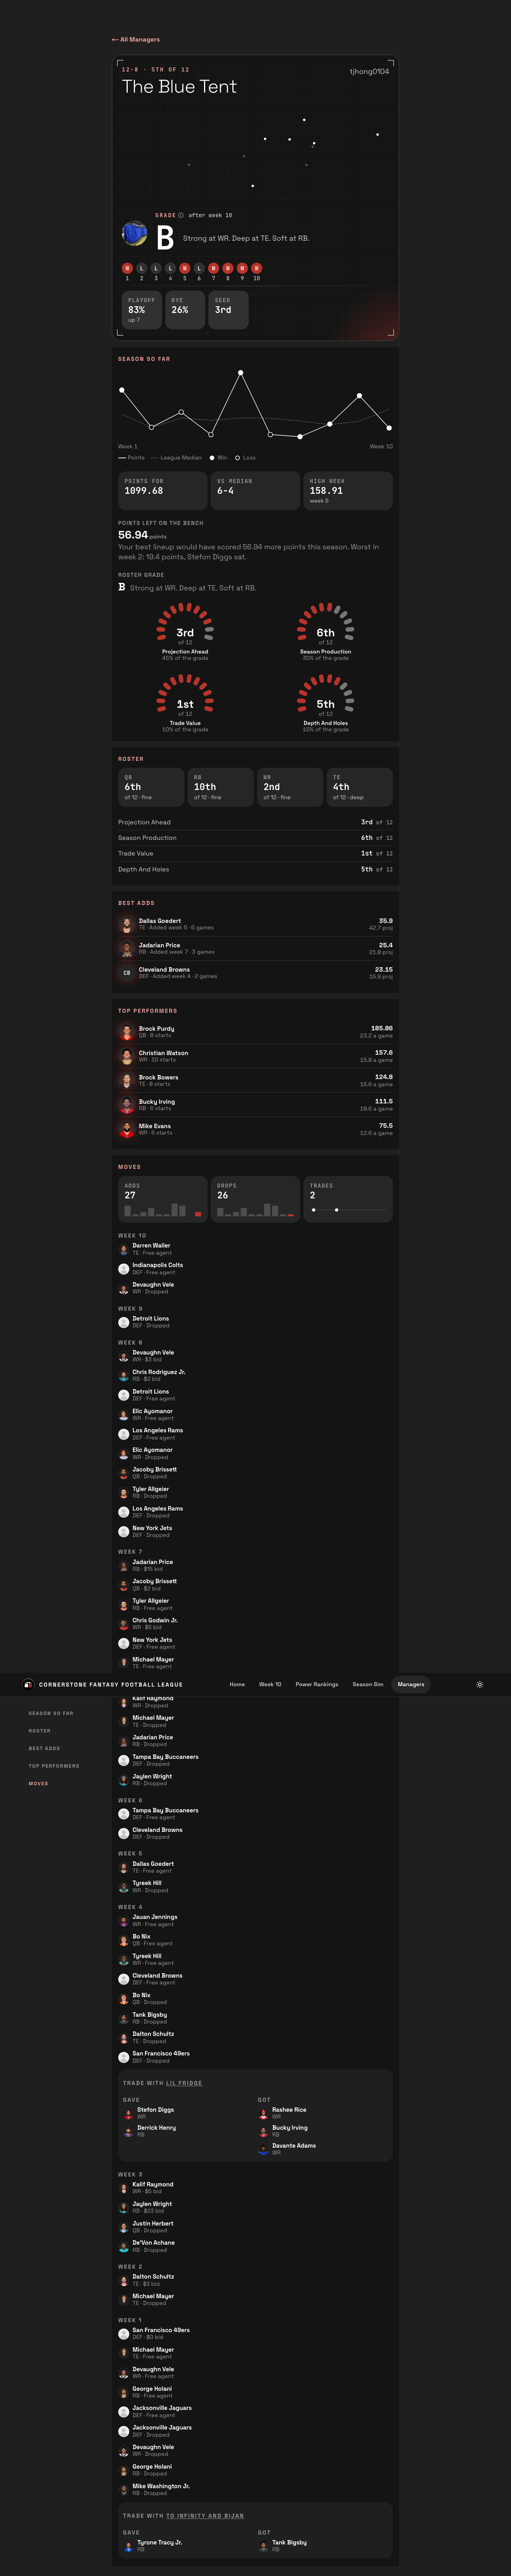 ← All Managers
12-8 · 5TH OF 12
tjhong0104
The Blue Tent
GRADE after week 10
B
Strong at WR. Deep at TE. Soft at RB.
W L L L W L W W W W
1 2 3 4 5 6 7 8 9 10
PLAYOFF
83%
up 7
BYE
26%
SEED
3rd
SEASON SO FAR
Week 1
Week 10
Points
League Median
Win
Loss
POINTS FOR
1099.68
VS MEDIAN
6-4
HIGH WEEK
158.91
week 5
POINTS LEFT ON THE BENCH
56.94 points
Your best lineup would have scored 56.94 more points this season. Worst in
week 2: 19.4 points, Stefon Diggs sat.
ROSTER GRADE
B Strong at WR. Deep at TE. Soft at RB.
3rd
of 12
Projection Ahead
45% of the grade
6th
of 12
Season Production
30% of the grade
1st
of 12
Trade Value
10% of the grade
5th
of 12
Depth And Holes
15% of the grade
ROSTER
QB
6th
of 12 · fine
RB
10th
of 12 · fine
WR
2nd
of 12 · fine
TE
4th
of 12 · deep
Projection Ahead 3rd of 12
Season Production 6th of 12
Trade Value 1st of 12
Depth And Holes 5th of 12
BEST ADDS
Dallas Goedert 35.9
TE · Added week 5 · 6 games 42.7 proj
Jadarian Price 25.4
RB · Added week 7 · 3 games 21.8 proj
CB
Cleveland Browns 23.15
DEF · Added week 4 · 2 games 15.9 proj
TOP PERFORMERS
Brock Purdy 185.86
QB · 8 starts 23.2 a game
Christian Watson 157.6
WR · 10 starts 15.8 a game
Brock Bowers 124.8
TE · 8 starts 15.6 a game
Bucky Irving 111.5
RB · 6 starts 18.6 a game
Mike Evans 75.5
WR · 6 starts 12.6 a game
MOVES
ADDS
27
DROPS
26
TRADES
2
WEEK 10
Darren Waller
TE · Free agent
Indianapolis Colts
DEF · Free agent
Devaughn Vele
WR · Dropped
WEEK 9
Detroit Lions
DEF · Dropped
WEEK 8
Devaughn Vele
WR · $3 bid
Chris Rodriguez Jr.
RB · $2 bid
Detroit Lions
DEF · Free agent
Elic Ayomanor
WR · Free agent
Los Angeles Rams
DEF · Free agent
Elic Ayomanor
WR · Dropped
Jacoby Brissett
QB · Dropped
Tyler Allgeier
RB · Dropped
Los Angeles Rams
DEF · Dropped
New York Jets
DEF · Dropped
WEEK 7
Jadarian Price
RB · $15 bid
Jacoby Brissett
QB · $2 bid
Tyler Allgeier
RB · Free agent
Chris Godwin Jr.
WR · $5 bid
New York Jets
DEF · Free agent
Michael Mayer
TE · Free agent
CORNERSTONE FANTASY FOOTBALL LEAGUE
Home
Week 10
Power Rankings
Season Sim
Managers
SEASON SO FAR
ROSTER
BEST ADDS
TOP PERFORMERS
MOVES
Kalif Raymond
WR · Dropped
Michael Mayer
TE · Dropped
Jadarian Price
RB · Dropped
Tampa Bay Buccaneers
DEF · Dropped
Jaylen Wright
RB · Dropped
WEEK 6
Tampa Bay Buccaneers
DEF · Free agent
Cleveland Browns
DEF · Dropped
WEEK 5
Dallas Goedert
TE · Free agent
Tyreek Hill
WR · Dropped
WEEK 4
Jauan Jennings
WR · Free agent
Bo Nix
QB · Free agent
Tyreek Hill
WR · Free agent
Cleveland Browns
DEF · Free agent
Bo Nix
QB · Dropped
Tank Bigsby
RB · Dropped
Dalton Schultz
TE · Dropped
San Francisco 49ers
DEF · Dropped
TRADE WITH LIL FRIDGE
GAVE
Stefon Diggs
WR
Derrick Henry
RB
GOT
Rashee Rice
WR
Bucky Irving
RB
Davante Adams
WR
WEEK 3
Kalif Raymond
WR · $6 bid
Jaylen Wright
RB · $23 bid
Justin Herbert
QB · Dropped
De'Von Achane
RB · Dropped
WEEK 2
Dalton Schultz
TE · $3 bid
Michael Mayer
TE · Dropped
WEEK 1
San Francisco 49ers
DEF · $0 bid
Michael Mayer
TE · Free agent
Devaughn Vele
WR · Free agent
George Holani
RB · Free agent
Jacksonville Jaguars
DEF · Free agent
Jacksonville Jaguars
DEF · Dropped
Devaughn Vele
WR · Dropped
George Holani
RB · Dropped
Mike Washington Jr.
RB · Dropped
TRADE WITH TO INFINITY AND BIJAN
GAVE
Tyrone Tracy Jr.
RB
GOT
Tank Bigsby
RB